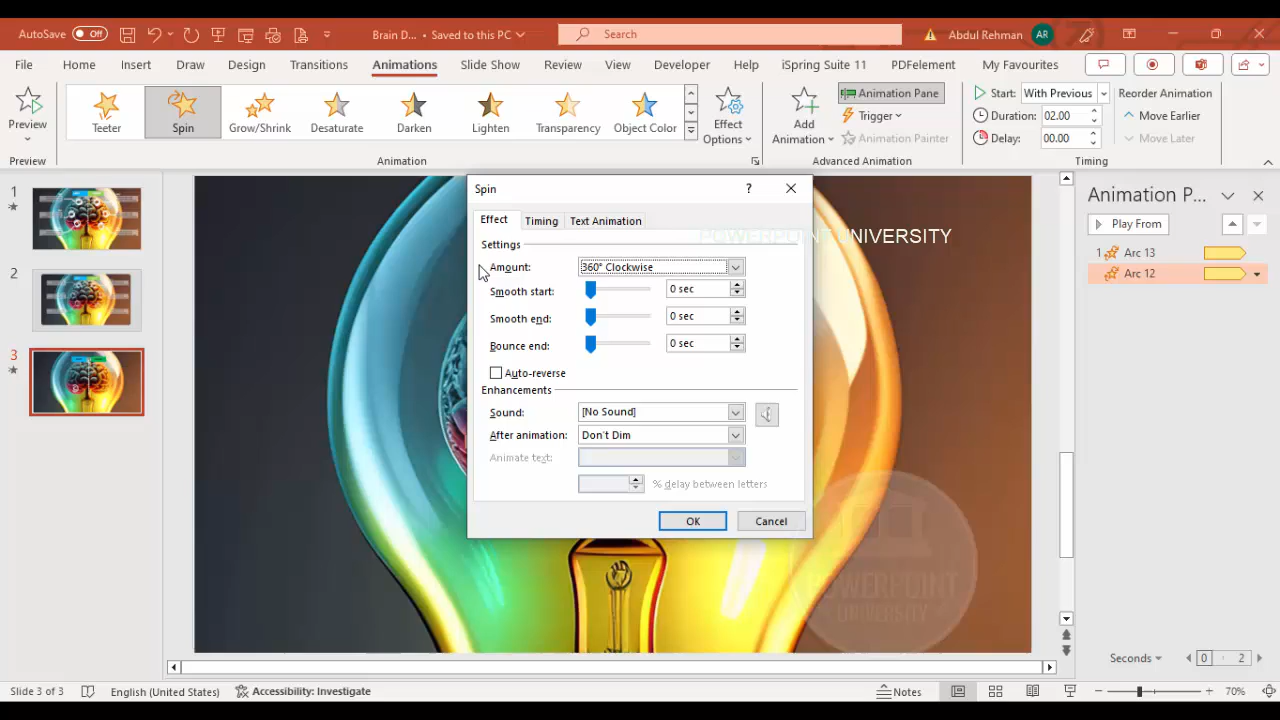 AutoSave Off Brain D... • Saved to this PC Search Abdul Rehman AR
File Home Insert Draw Design Transitions Animations Slide Show Review View Developer Help iSpring Suite 11 PDFelement My Favourites
Preview
Teeter Spin Grow/Shrink Desaturate Darken Lighten Transparency Object Color
Effect
Options
Add
Animation
Animation Pane
Trigger
Animation Painter
Start: With Previous
Duration: 02.00
Delay: 00.00
Reorder Animation
Move Earlier
Move Later
Preview Animation Advanced Animation Timing
1
2
3
Spin ?
Effect Timing Text Animation
Settings
Amount: 360° Clockwise
Smooth start: 0 sec
Smooth end: 0 sec
Bounce end: 0 sec
Auto-reverse
Enhancements
Sound: [No Sound]
After animation: Don't Dim
Animate text:
% delay between letters
OK Cancel
POWERPOINT UNIVERSITY
POWERPOINT
UNIVERSITY
Animation P...
Play From
1 Arc 13
Arc 12
Seconds 0 2
Slide 3 of 3 English (United States) Accessibility: Investigate Notes 70%